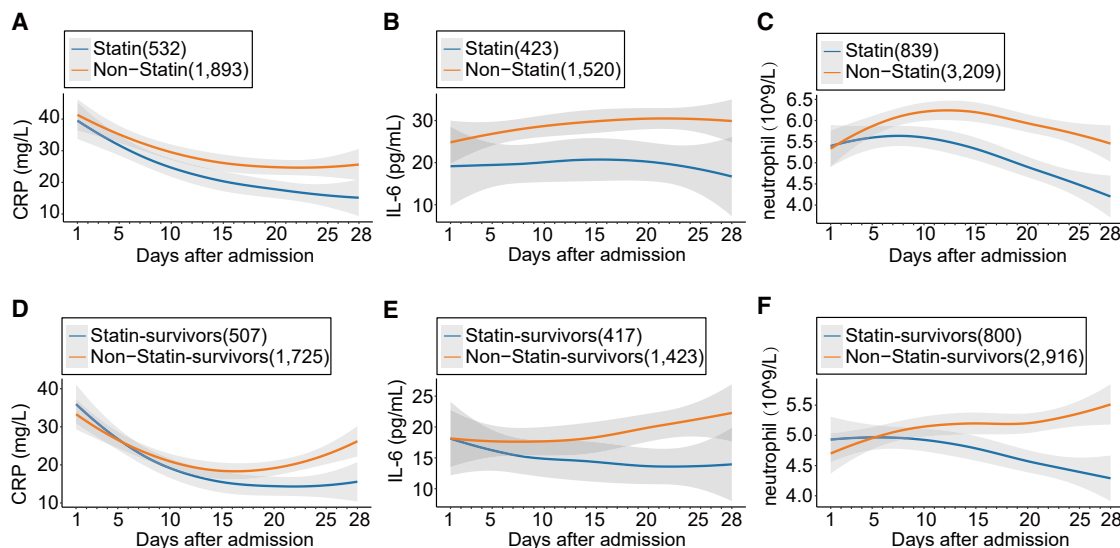 A
Statin(532)
Non−Statin(1,893)
CRP (mg/L)
40
30
20
10
1 5 10 15 20 25 28
Days after admission
B
Statin(423)
Non−Statin(1,520)
IL-6 (pg/mL)
30
20
10
1 5 10 15 20 25 28
Days after admission
C
Statin(839)
Non−Statin(3,209)
neutrophil (10^9/L)
6.5
6.0
5.5
5.0
4.5
4.0
1 5 10 15 20 25 28
Days after admission
D
Statin-survivors(507)
Non−Statin-survivors(1,725)
CRP (mg/L)
40
30
20
10
1 5 10 15 20 25 28
Days after admission
E
Statin-survivors(417)
Non−Statin-survivors(1,423)
IL-6 (pg/mL)
25
20
15
10
1 5 10 15 20 25 28
Days after admission
F
Statin-survivors(800)
Non−Statin-survivors(2,916)
neutrophil (10^9/L)
5.5
5.0
4.5
4.0
1 5 10 15 20 25 28
Days after admission